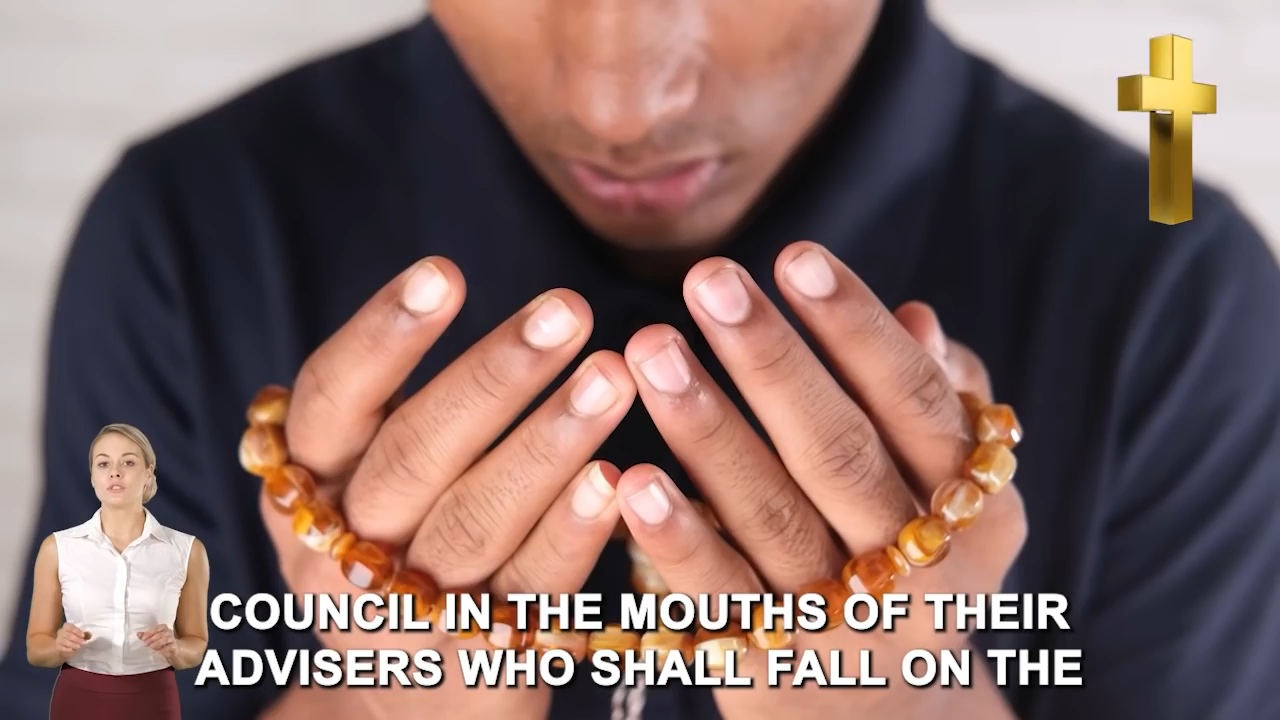 COUNCIL IN THE MOUTHS OF THEIR
ADVISERS WHO SHALL FALL ON THE